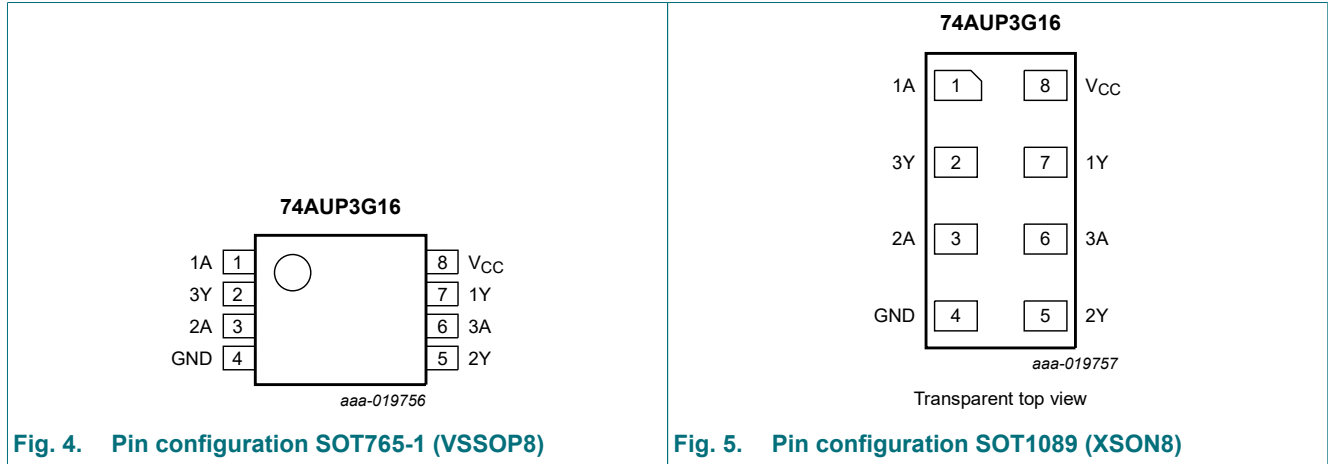 74AUP3G16
1A 1
3Y 2
2A 3
GND 4
8 VCC
7 1Y
6 3A
5 2Y
aaa-019756
Fig. 4. Pin configuration SOT765-1 (VSSOP8)
74AUP3G16
1A 1
3Y 2
2A 3
GND 4
8 VCC
7 1Y
6 3A
5 2Y
aaa-019757
Transparent top view
Fig. 5. Pin configuration SOT1089 (XSON8)